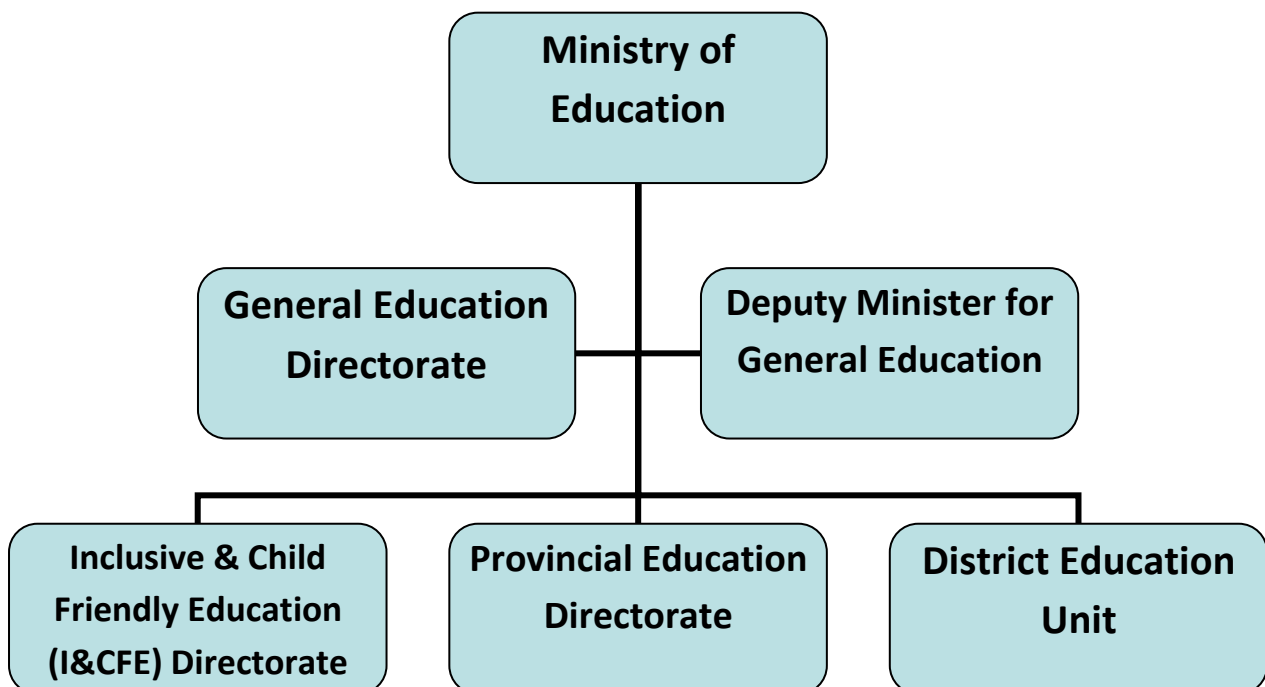 Ministry of
Education
General Education
Directorate
Deputy Minister for
General Education
Inclusive & Child
Friendly Education
(I&CFE) Directorate
Provincial Education
Directorate
District Education
Unit